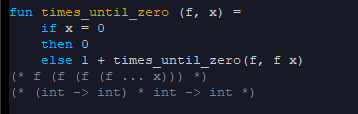 fun times_until_zero (f, x) =
    if x = 0
    then 0
    else 1 + times_until_zero(f, f x)
(* f (f (f (f ... x))) *)
(* (int -> int) * int -> int *)